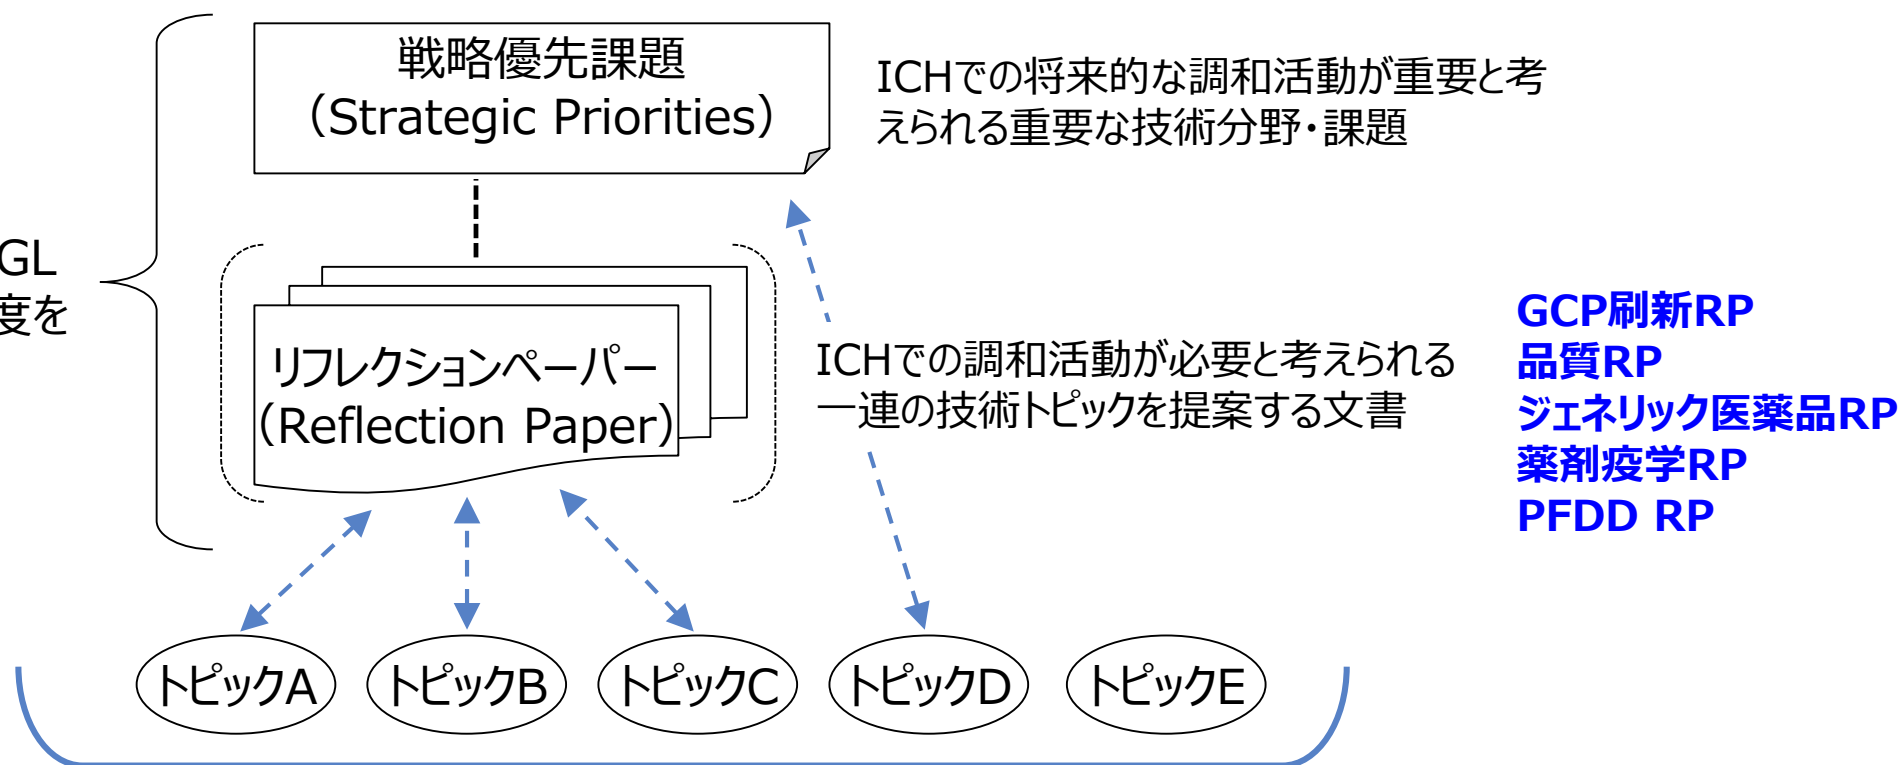 戦略優先課題
（Strategic Priorities）
ICHでの将来的な調和活動が重要と考
えられる重要な技術分野・課題
GL
度を
リフレクションペーパー
（Reflection Paper）
ICHでの調和活動が必要と考えられる
一連の技術トピックを提案する文書
GCP刷新RP
品質RP
ジェネリック医薬品RP
薬剤疫学RP
PFDD RP
トピックA
トピックB
トピックC
トピックD
トピックE